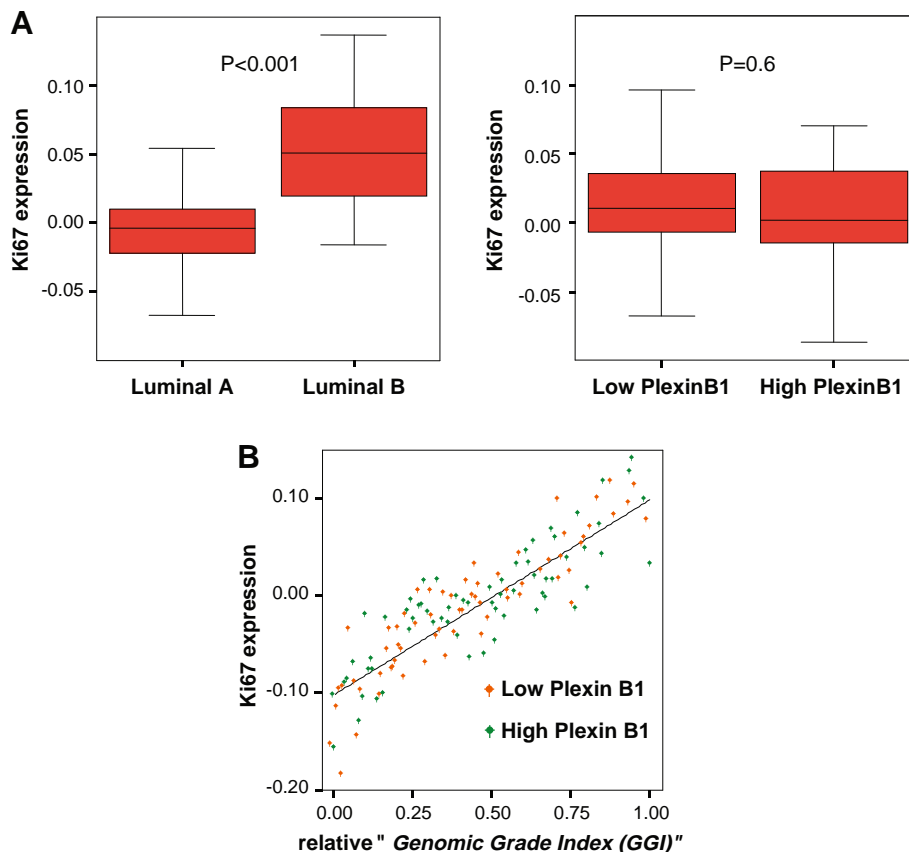 A
P<0.001
0.10
0.05
0.00
-0.05
Ki67 expression
Luminal A
Luminal B
P=0.6
0.10
0.05
0.00
-0.05
Ki67 expression
Low PlexinB1
High PlexinB1
B
0.10
0.00
-0.10
-0.20
Ki67 expression
Low Plexin B1
High Plexin B1
0.00
0.25
0.50
0.75
1.00
relative " Genomic Grade Index (GGI)"